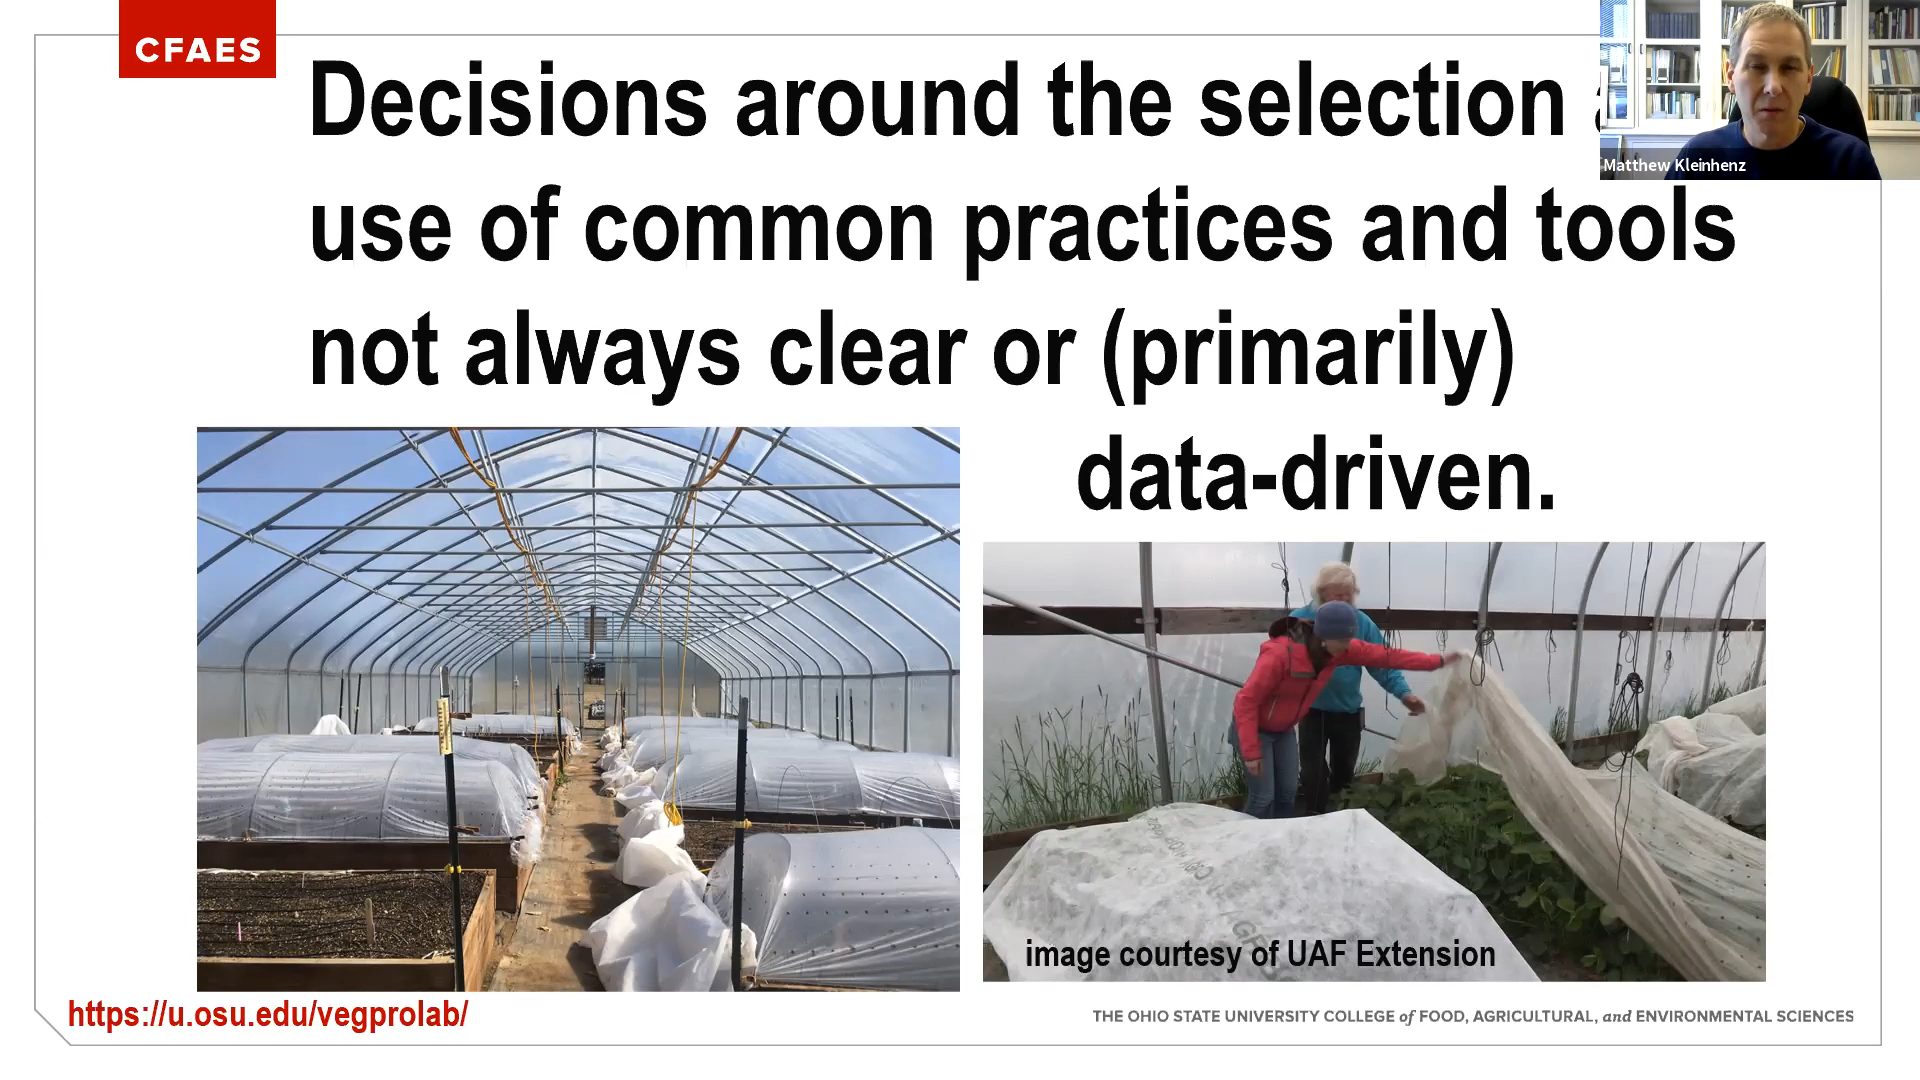 CFAES
Decisions around the selection
use of common practices and tools
not always clear or (primarily)
data-driven.
Matthew Kleinhenz
image courtesy of UAF Extension
https://u.osu.edu/vegprolab/
THE OHIO STATE UNIVERSITY COLLEGE of FOOD, AGRICULTURAL, and ENVIRONMENTAL SCIENCES